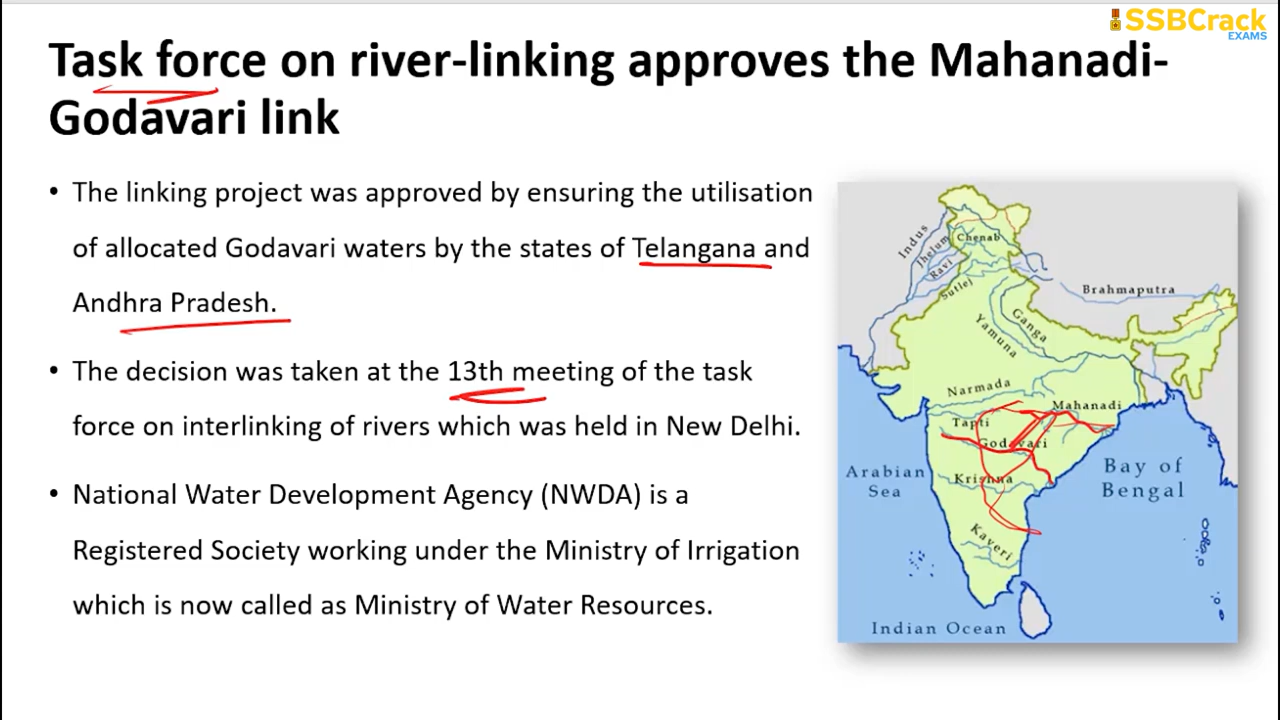 SSBCrack
EXAMS
Task force on river-linking approves the Mahanadi-
Godavari link
• The linking project was approved by ensuring the utilisation
of allocated Godavari waters by the states of Telangana and
Andhra Pradesh.
• The decision was taken at the 13th meeting of the task
force on interlinking of rivers which was held in New Delhi.
• National Water Development Agency (NWDA) is a
Registered Society working under the Ministry of Irrigation
which is now called as Ministry of Water Resources.
Indus
Jhelum
Chenab
Ravi
Sutlej
Brahmaputra
Ganga
Yamuna
Narmada
Mahanadi
Tapti
Godavari
Arabian
Sea
Krishna
Bay of
Bengal
Kaveri
Indian Ocean